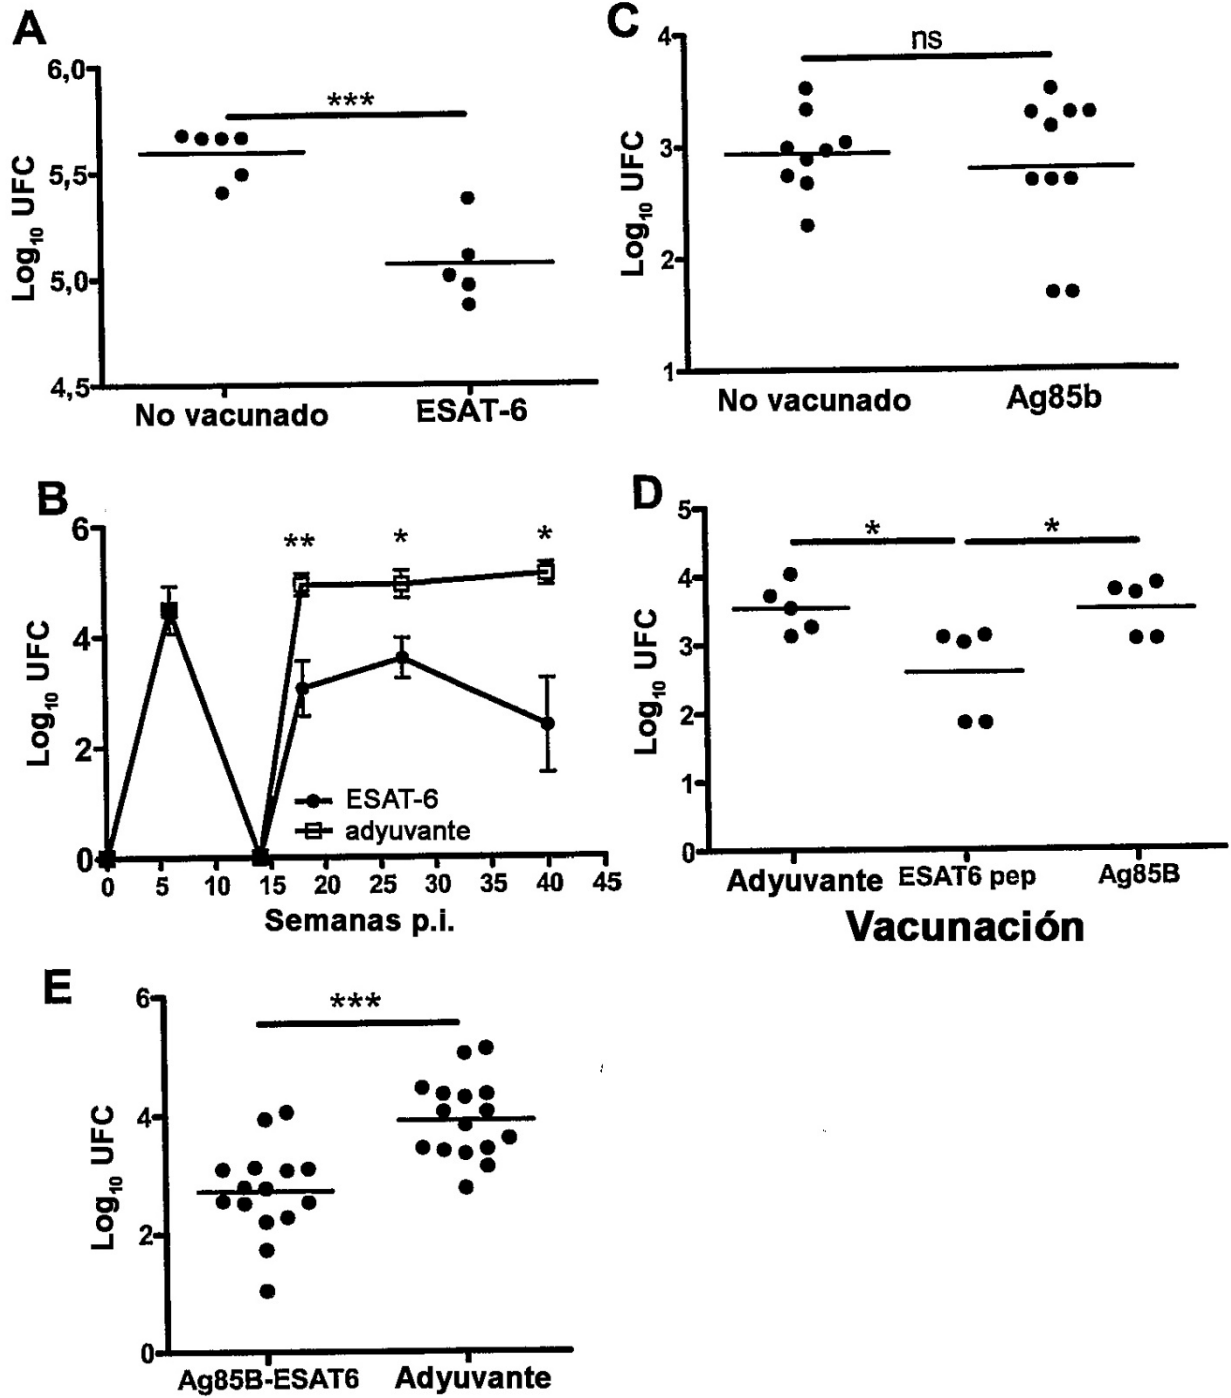 A
6,0
***
5,5
Log10 UFC
5,0
4,5
No vacunado
ESAT-6
C
4
ns
3
Log10 UFC
2
1
No vacunado
Ag85b
B
6
** * *
4
Log10 UFC
2
ESAT-6
adyuvante
0
0 5 10 15 20 25 30 35 40 45
Semanas p.i.
D
5
* *
4
3
Log10 UFC
2
1
0
Adyuvante ESAT6 pep Ag85B
Vacunación
E
6
***
4
Log10 UFC
2
0
Ag85B-ESAT6 Adyuvante